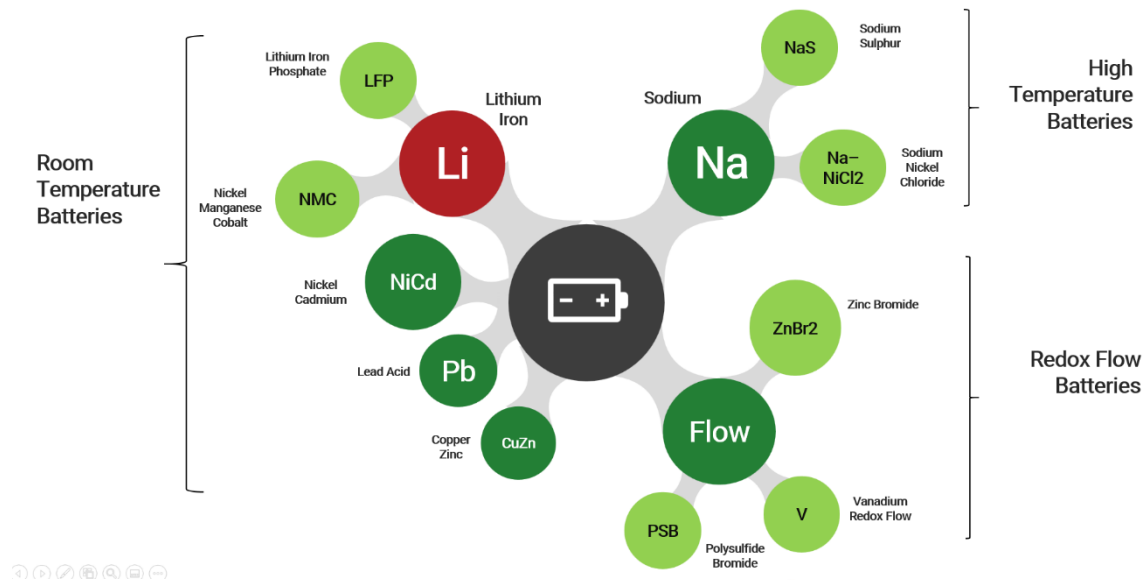 Room
Temperature
Batteries
Lithium Iron
Phosphate
LFP
Lithium
Iron
Li
Nickel
Manganese
Cobalt
NMC
Nickel
Cadmium
NiCd
Lead Acid
Pb
Copper
Zinc
CuZn
- +
Sodium
Na
NaS
Sodium
Sulphur
Na–
NiCl2
Sodium
Nickel
Chloride
High
Temperature
Batteries
ZnBr2
Zinc Bromide
Flow
PSB
Polysulfide
Bromide
V
Vanadium
Redox Flow
Redox Flow
Batteries